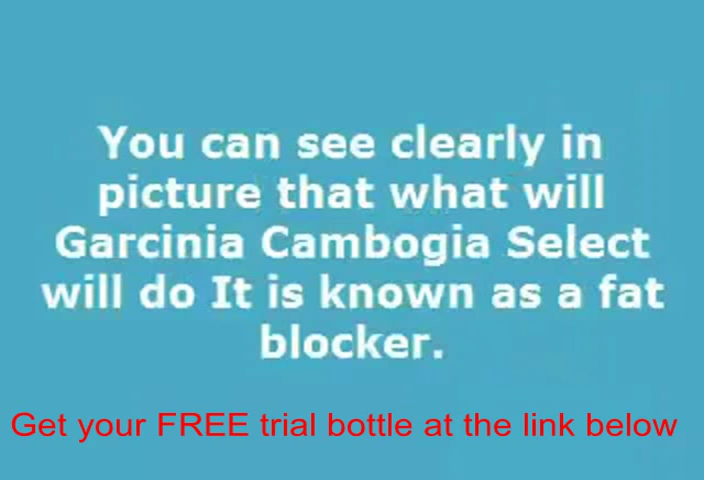 You can see clearly in
picture that what will
Garcinia Cambogia Select
will do It is known as a fat
blocker.
Get your FREE trial bottle at the link below